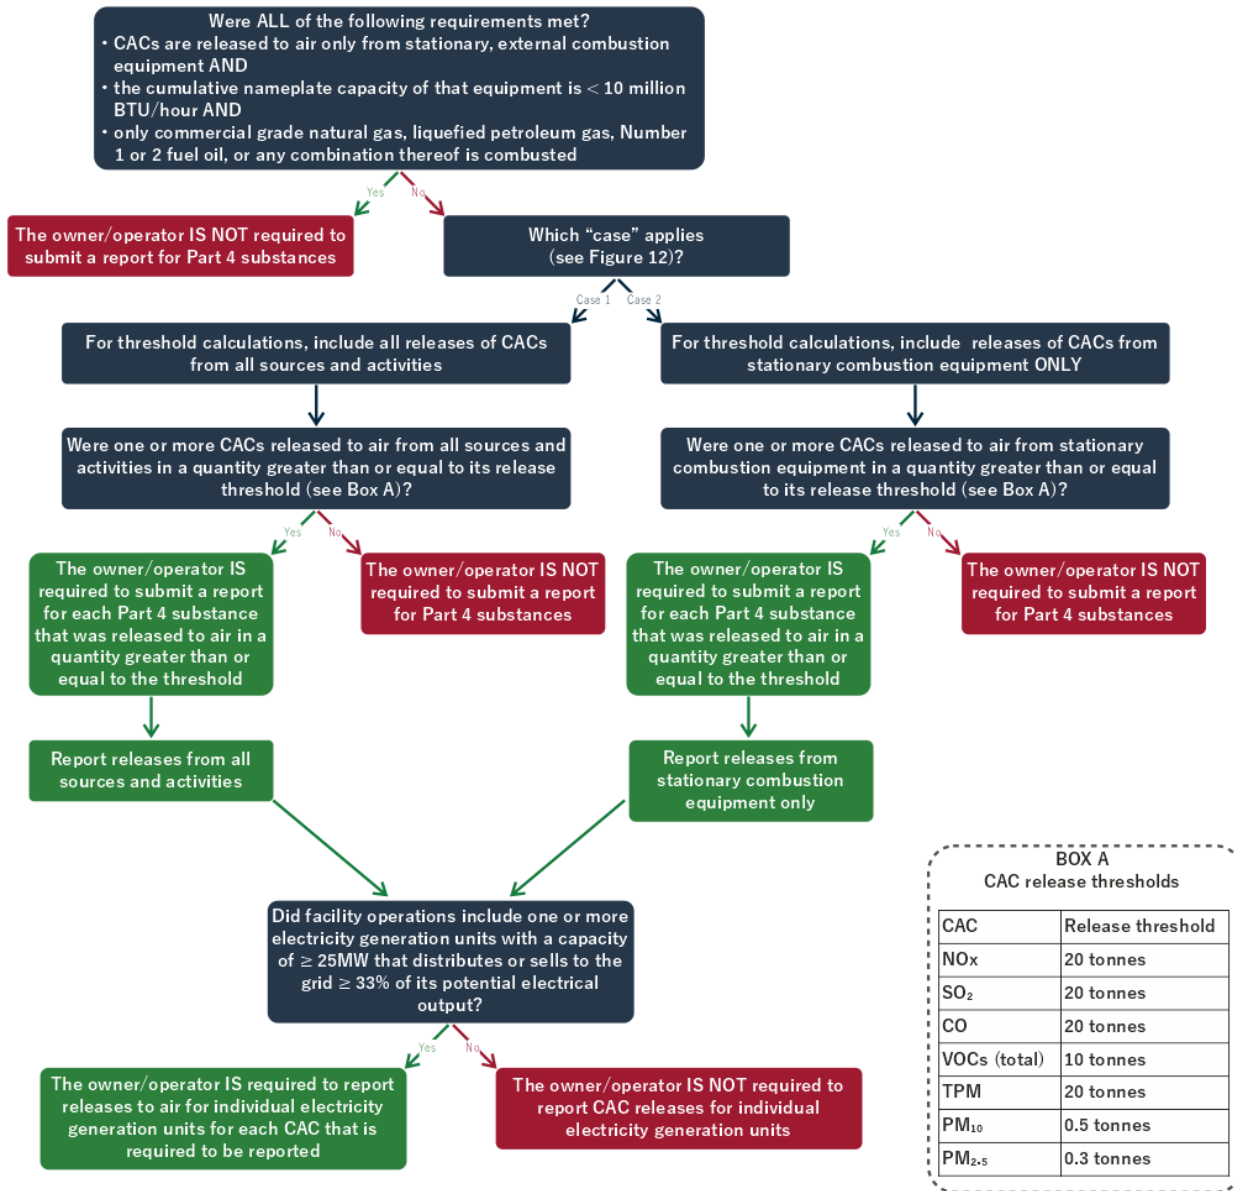 Were ALL of the following requirements met?
• CACs are released to air only from stationary, external combustion
equipment AND
• the cumulative nameplate capacity of that equipment is < 10 million
BTU/hour AND
• only commercial grade natural gas, liquefied petroleum gas, Number
1 or 2 fuel oil, or any combination thereof is combusted
Yes
No
The owner/operator IS NOT required to
submit a report for Part 4 substances
Which “case” applies
(see Figure 12)?
Case 1
Case 2
For threshold calculations, include all releases of CACs
from all sources and activities
For threshold calculations, include  releases of CACs from
stationary combustion equipment ONLY
Were one or more CACs released to air from all sources and
activities in a quantity greater than or equal to its release
threshold (see Box A)?
Were one or more CACs released to air from stationary
combustion equipment in a quantity greater than or equal
to its release threshold (see Box A)?
Yes
No
Yes
No
The owner/operator IS
required to submit a report
for each Part 4 substance
that was released to air in a
quantity greater than or
equal to the threshold
The owner/operator IS NOT
required to submit a report
for Part 4 substances
The owner/operator IS
required to submit a report
for each Part 4 substance
that was released to air in a
quantity greater than or
equal to the threshold
The owner/operator IS NOT
required to submit a report
for Part 4 substances
Report releases from all
sources and activities
Report releases from
stationary combustion
equipment only
Did facility operations include one or more
electricity generation units with a capacity
of ≥ 25MW that distributes or sells to the
grid ≥ 33% of its potential electrical
output?
Yes
No
The owner/operator IS required to report
releases to air for individual electricity
generation units for each CAC that is
required to be reported
The owner/operator IS NOT required to
report CAC releases for individual
electricity generation units
BOX A
CAC release thresholds
CAC Release threshold
NOx 20 tonnes
SO₂ 20 tonnes
CO 20 tonnes
VOCs (total) 10 tonnes
TPM 20 tonnes
PM₁₀ 0.5 tonnes
PM₂.₅ 0.3 tonnes